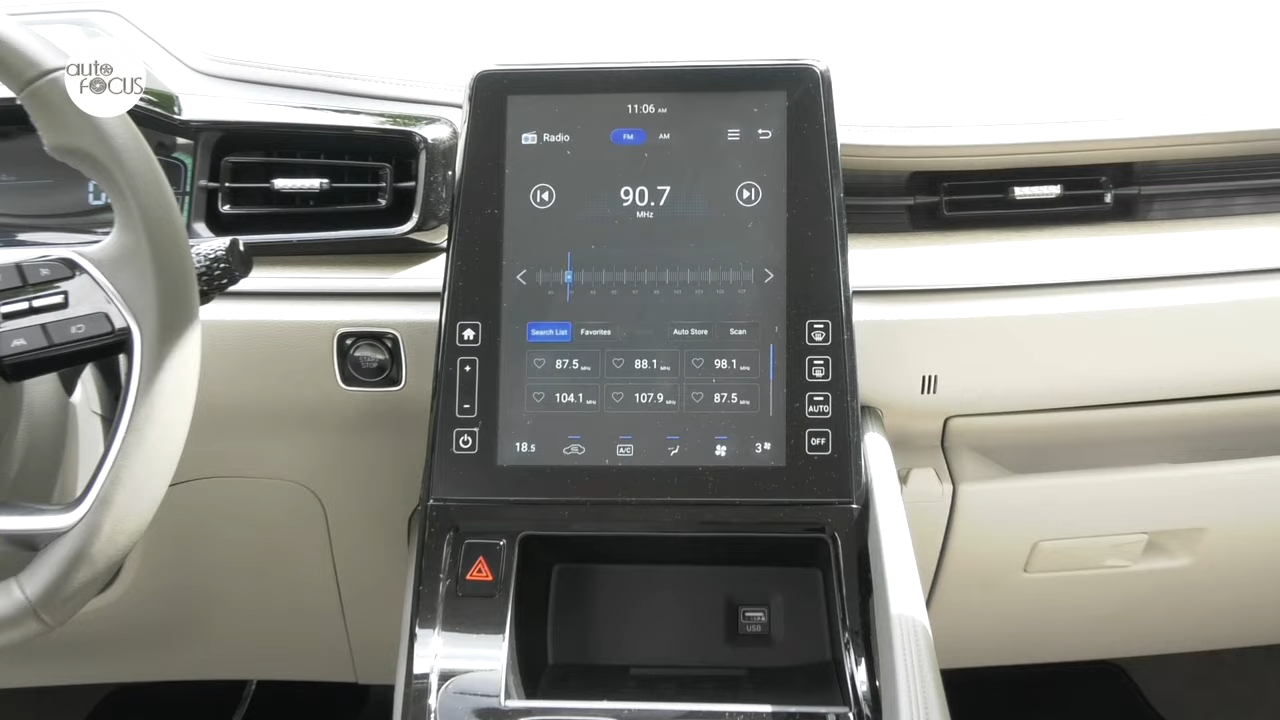 auto
FOCUS
11:06 AM
Radio
FM
AM
90.7
MHz
Search List
Favorites
Auto Store
Scan
87.5 MHz
88.1 MHz
98.1 MHz
104.1 MHz
107.9 MHz
87.5 MHz
18.5
A/C
3
+
-
AUTO
OFF
START
STOP
USB